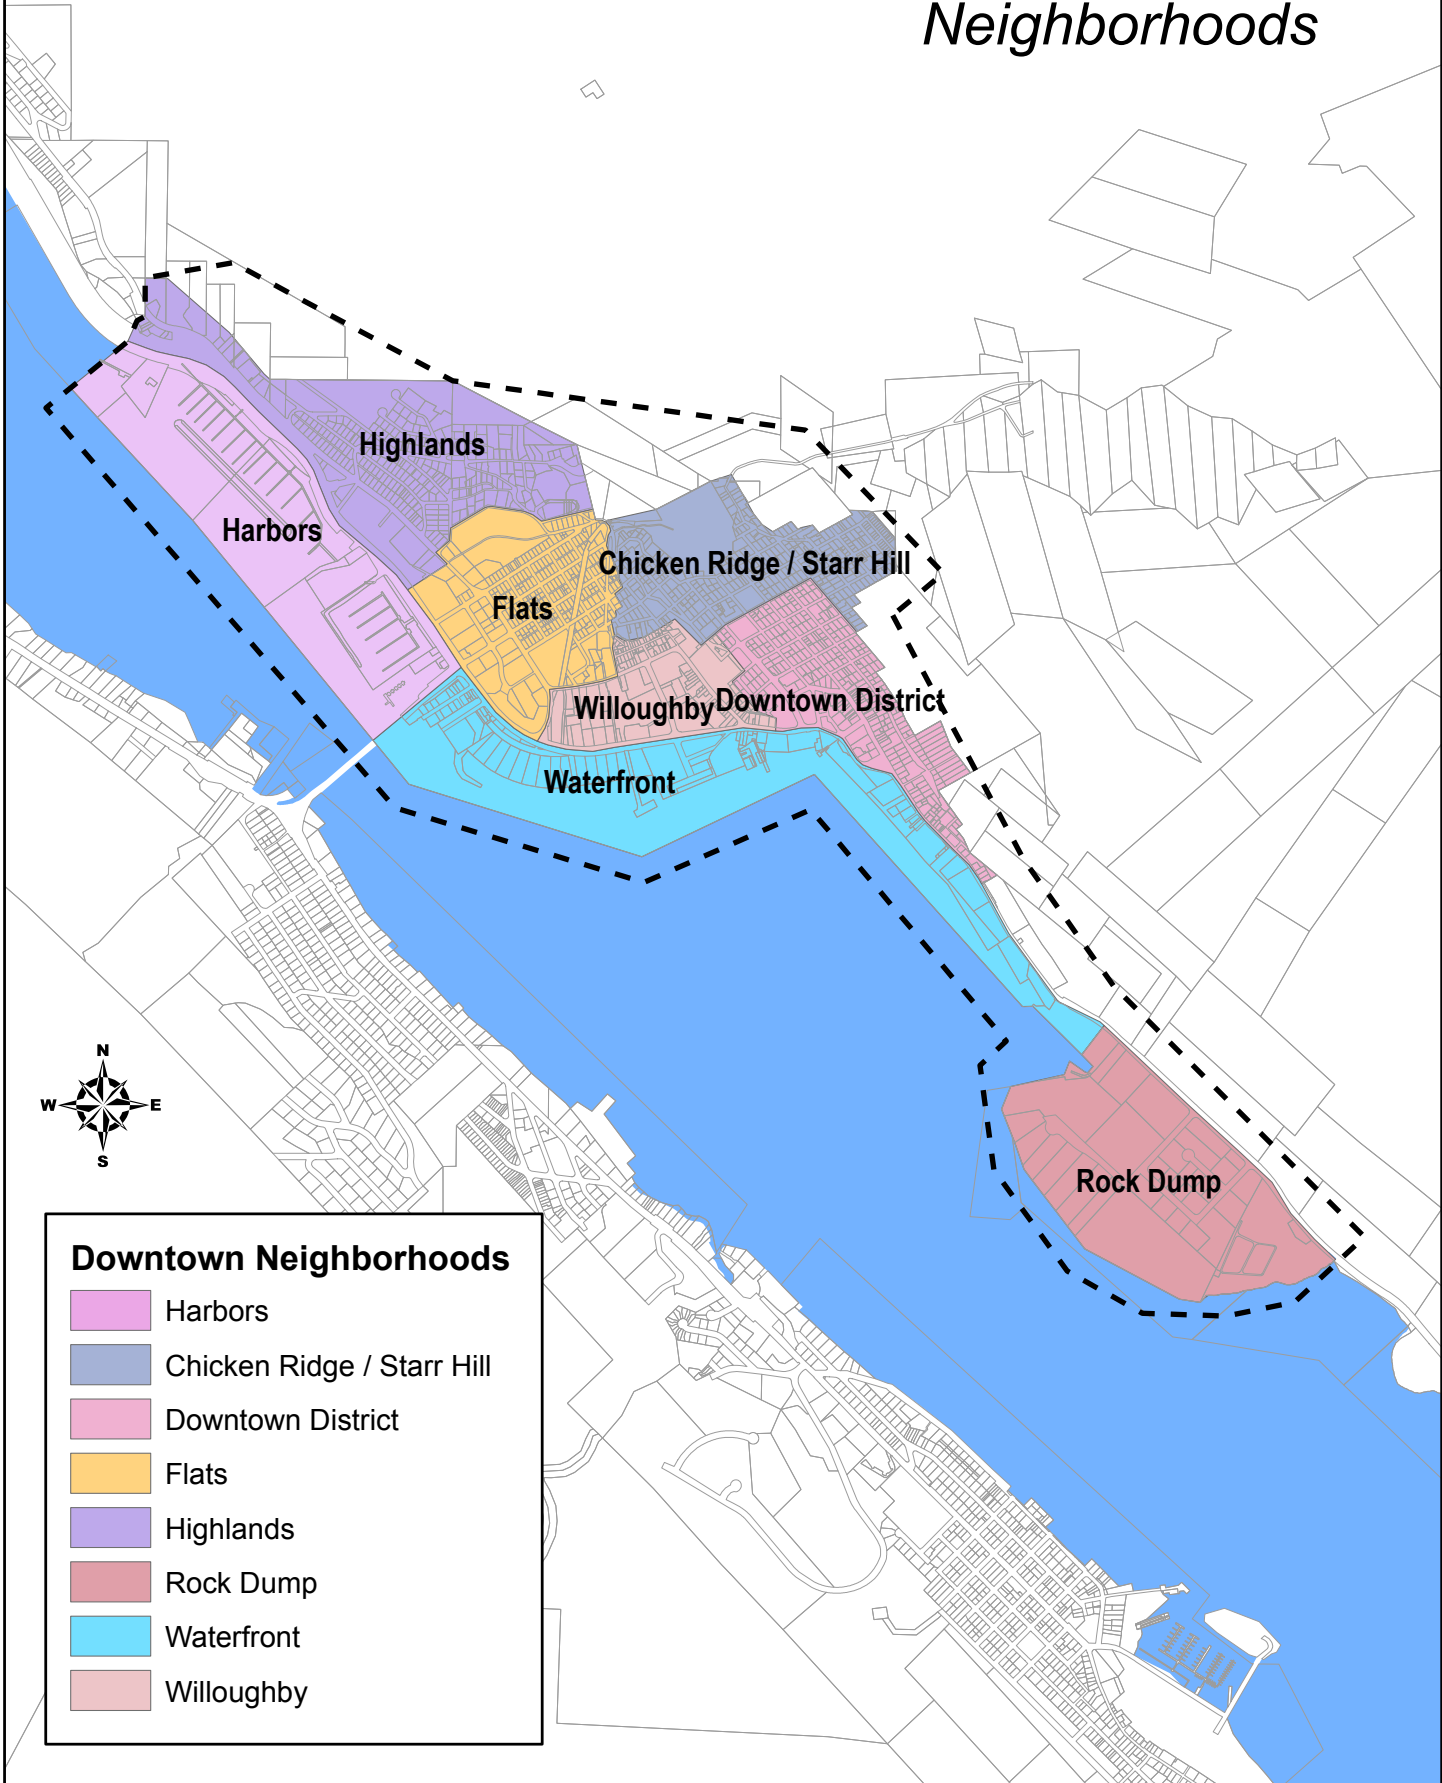 Neighborhoods
Highlands
Harbors
Chicken Ridge / Starr Hill
Flats
Willoughby
Downtown District
Waterfront
N
W
E
S
Rock Dump
Downtown Neighborhoods
Harbors
Chicken Ridge / Starr Hill
Downtown District
Flats
Highlands
Rock Dump
Waterfront
Willoughby